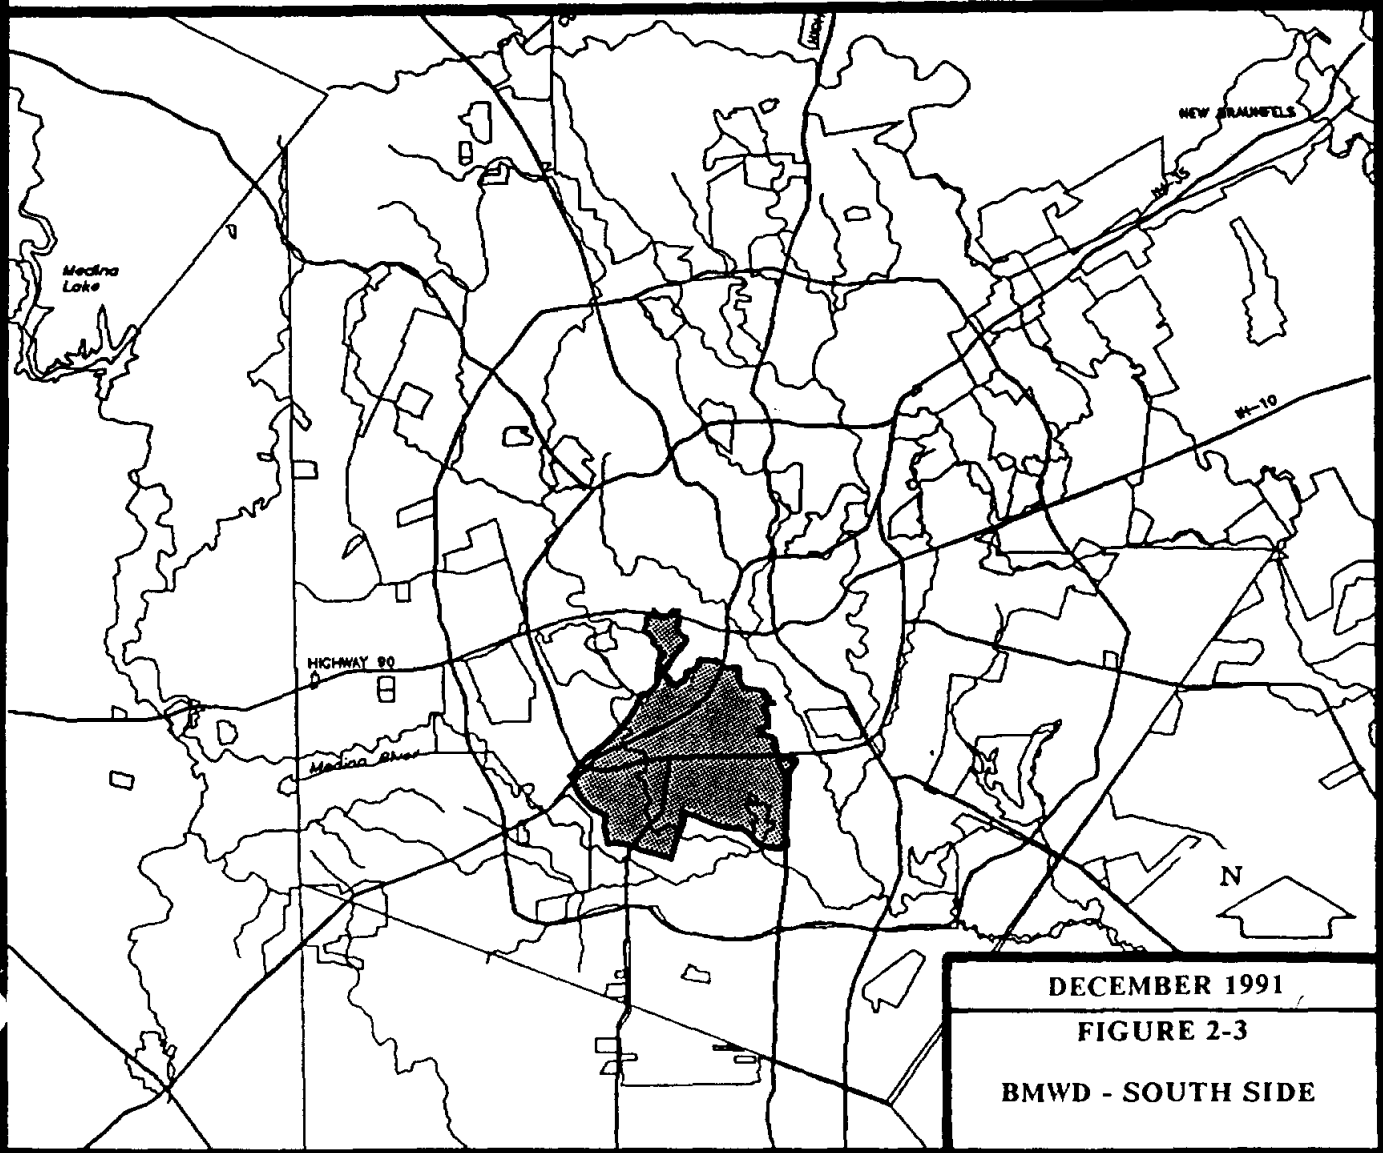 NEW BRAUNFELS
IH-35
Medina
Lake
IH-10
HIGHWAY 90
Medina River
N
DECEMBER 1991
FIGURE 2-3
BMWD - SOUTH SIDE